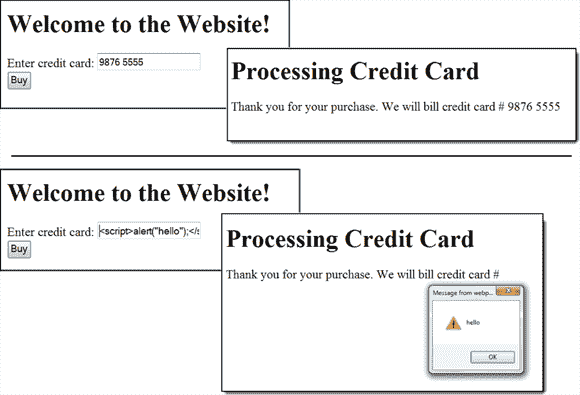 Welcome to the Website!
Enter credit card: 9876 5555
Buy
Processing Credit Card
Thank you for your purchase. We will bill credit card # 9876 5555
Welcome to the Website!
Enter credit card: <script>alert("hello");</s
Buy
Processing Credit Card
Thank you for your purchase. We will bill credit card #
Message from webp...
hello
OK